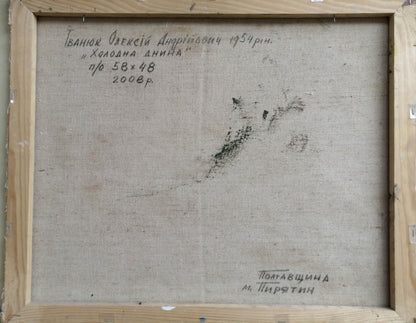 Іванюк Олексій Андрійович 1954 р.н.
„Холодна днина"
п/о 58×48
2008 р.
Полтавщина
м. Пирятин